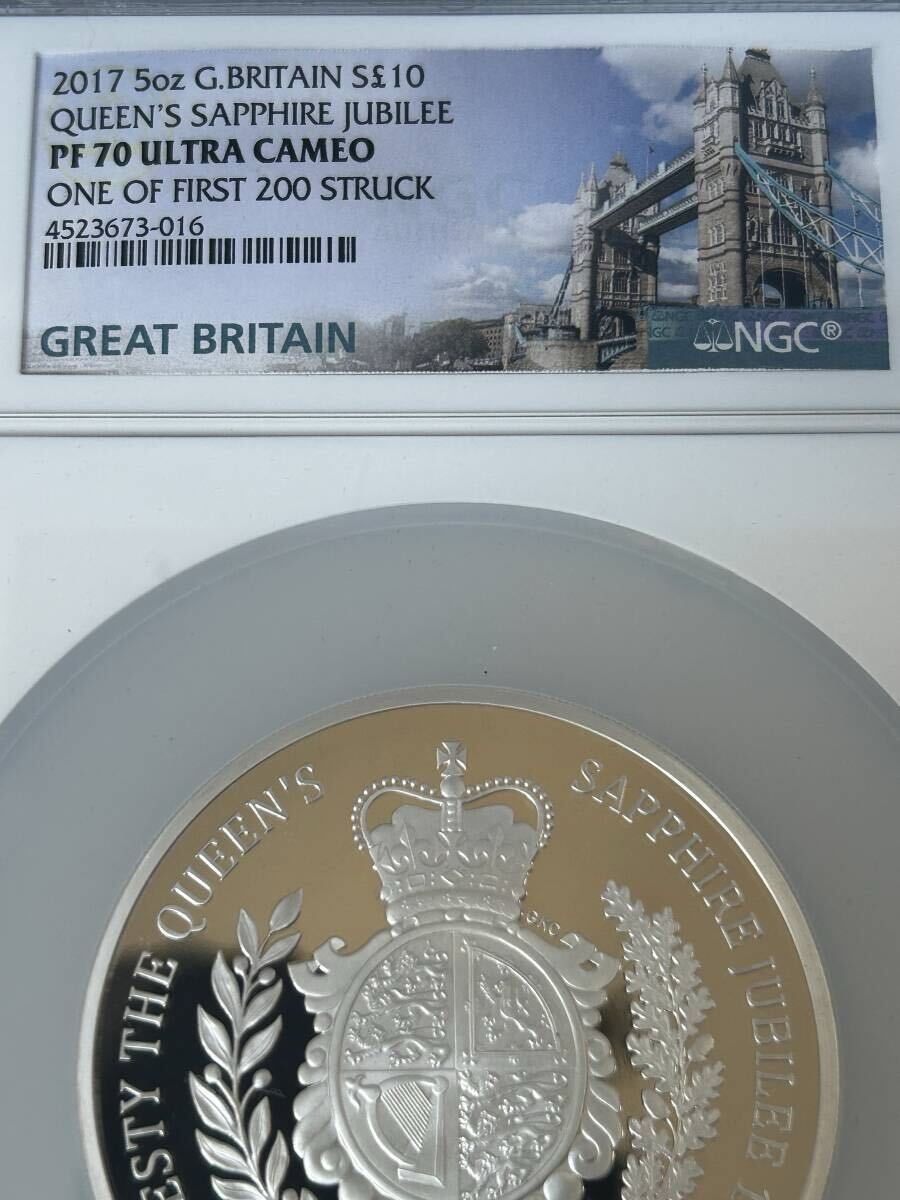 2017 5oz G.BRITAIN S£10
QUEEN'S SAPPHIRE JUBILEE
PF 70 ULTRA CAMEO
ONE OF FIRST 200 STRUCK
4523673-016
GREAT BRITAIN
NGC®
ESTY THE QUEEN'S SAPPHIRE JUBILEE
GKC